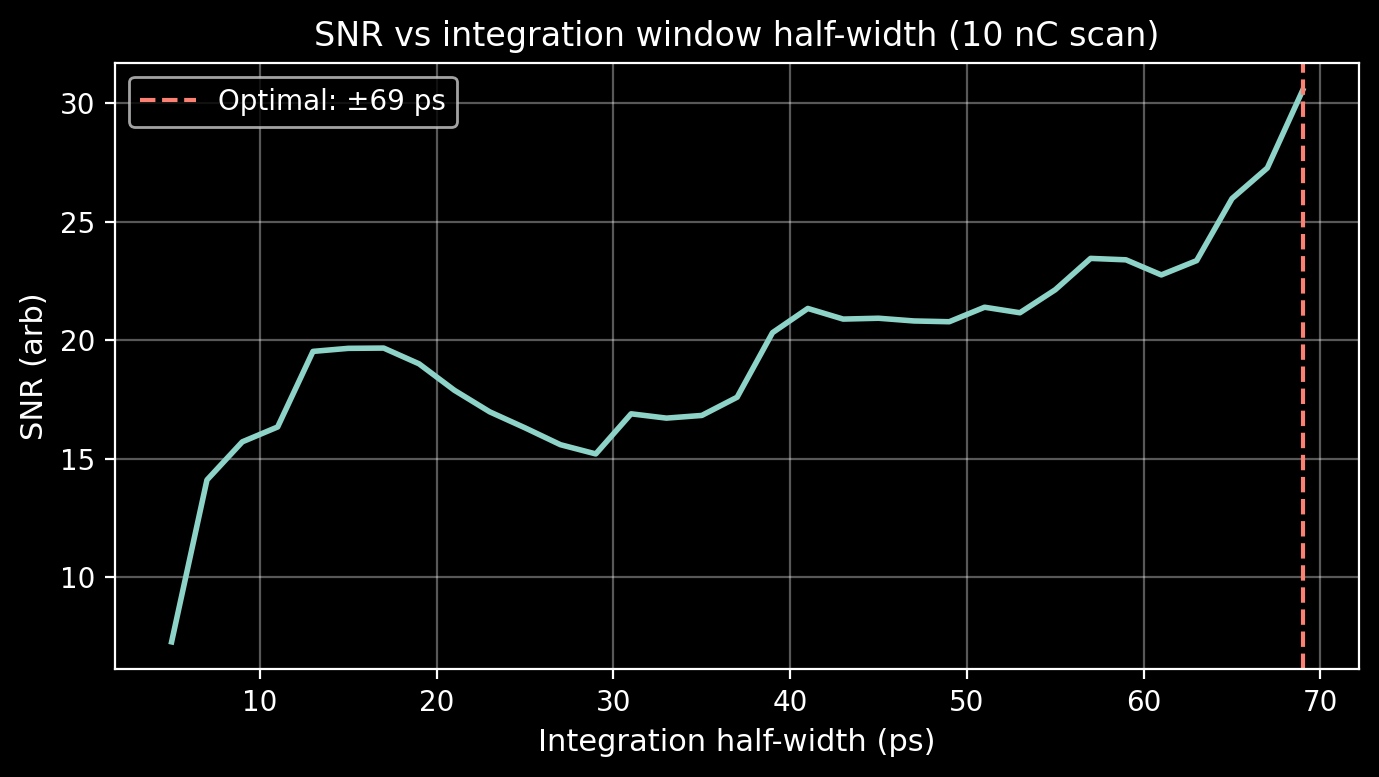 SNR vs integration window half-width (10 nC scan)
Optimal: ±69 ps
SNR (arb)
30
25
20
15
10
10 20 30 40 50 60 70
Integration half-width (ps)